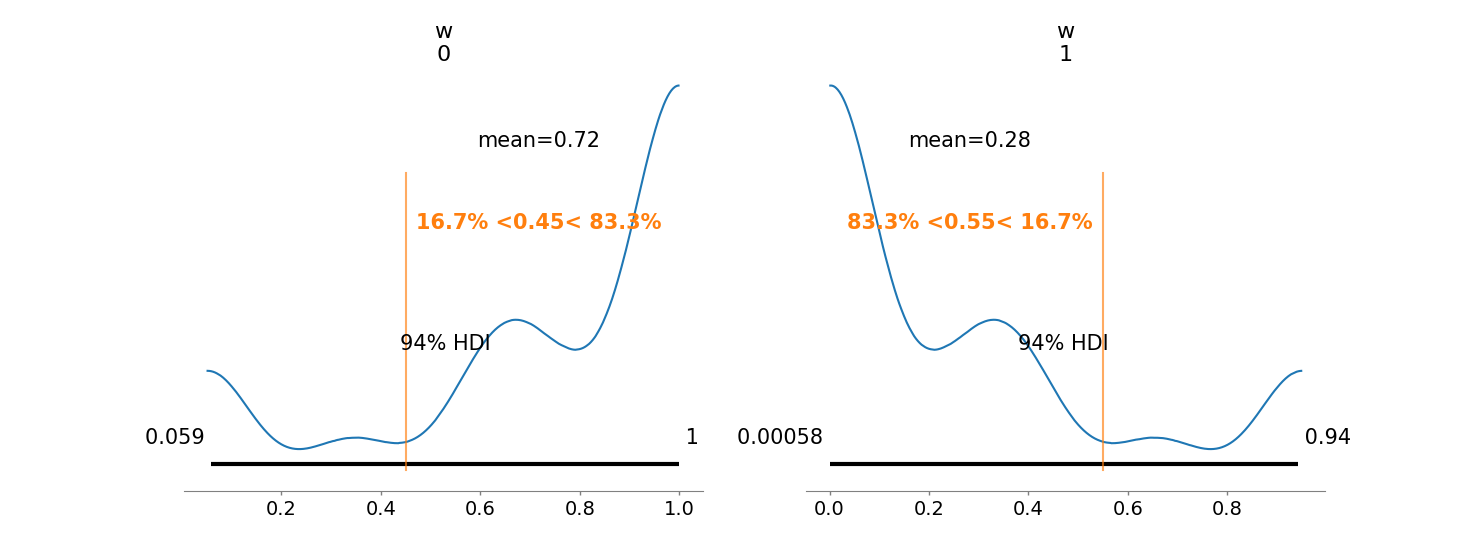 w
0
mean=0.72
16.7% <0.45< 83.3%
94% HDI
0.059
1
0.2 0.4 0.6 0.8 1.0
w
1
mean=0.28
83.3% <0.55< 16.7%
94% HDI
0.00058
0.94
0.0 0.2 0.4 0.6 0.8